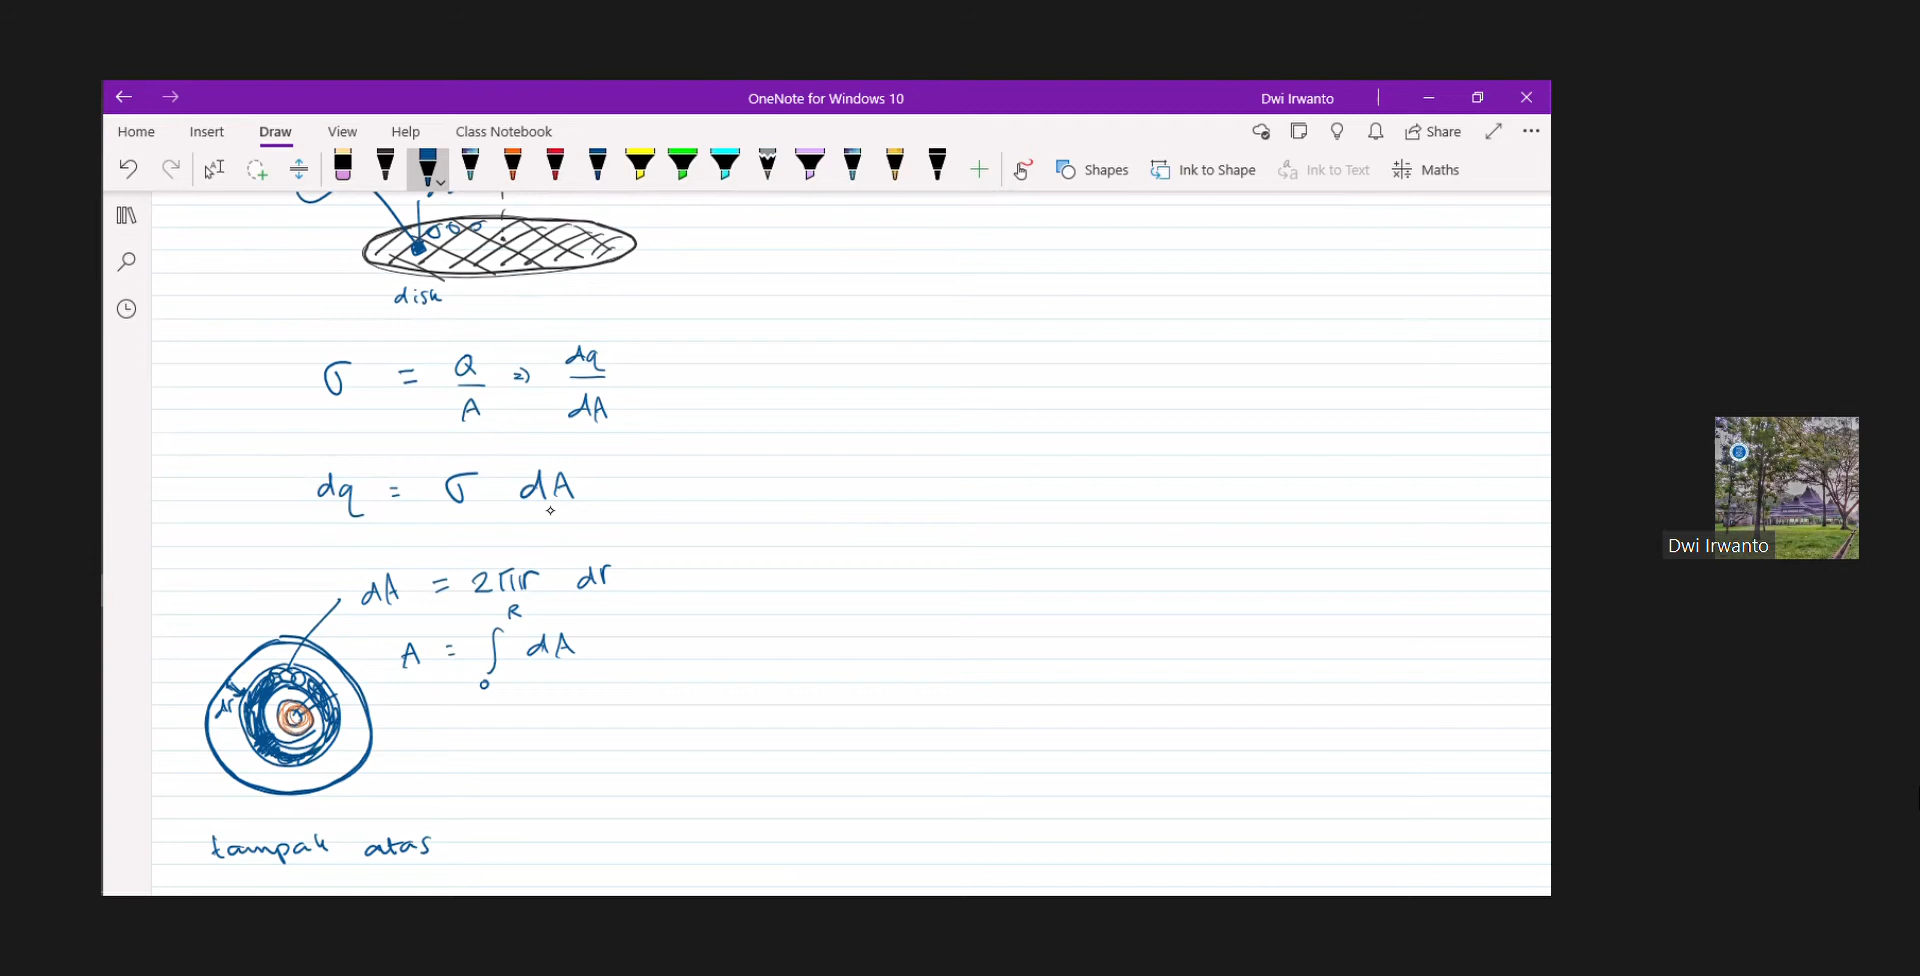 OneNote for Windows 10
Dwi Irwanto
Home Insert Draw View Help Class Notebook
Share
Shapes Ink to Shape Ink to Text Maths
σ σ σ
disk
σ = Q/A => dq/dA
dq = σ dA
dA = 2πr dr
A = ∫₀ᴿ dA
dr
tampak atas
Dwi Irwanto